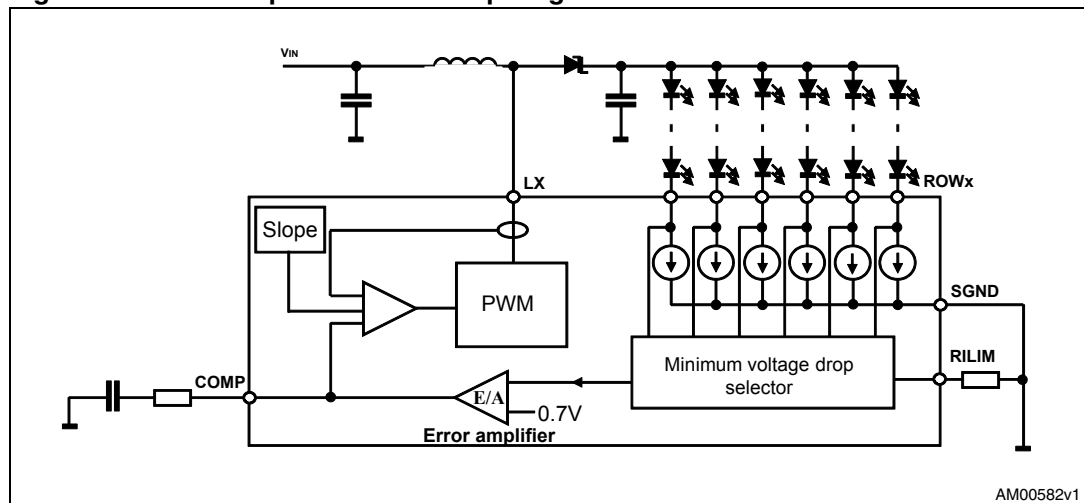 VIN
LX
ROWx
Slope
PWM
SGND
Minimum voltage drop
selector
RILIM
COMP
E/A
0.7V
Error amplifier
AM00582v1